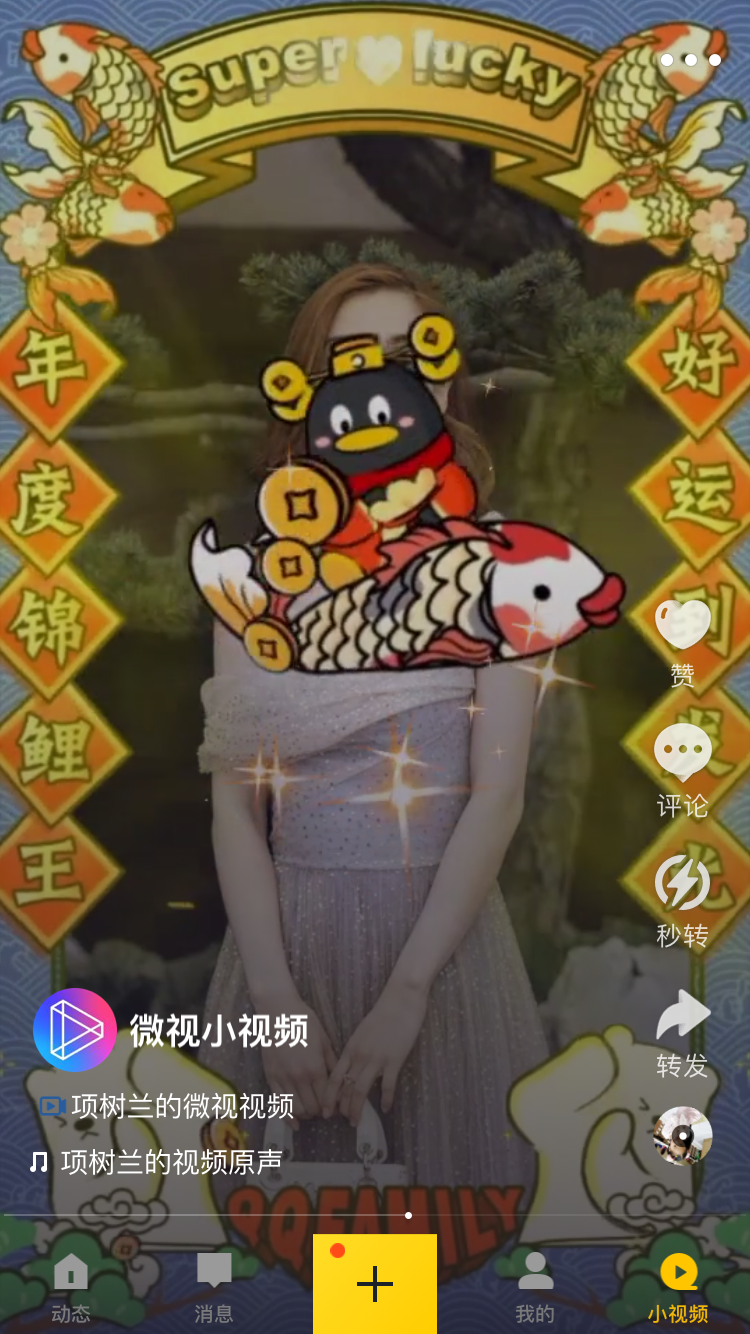 Super lucky
年度锦鲤王
好运到
赞
评论
秒转
转发
微视小视频
项树兰的微视视频
项树兰的视频原声
QQFAMILY
动态
消息
我的
小视频